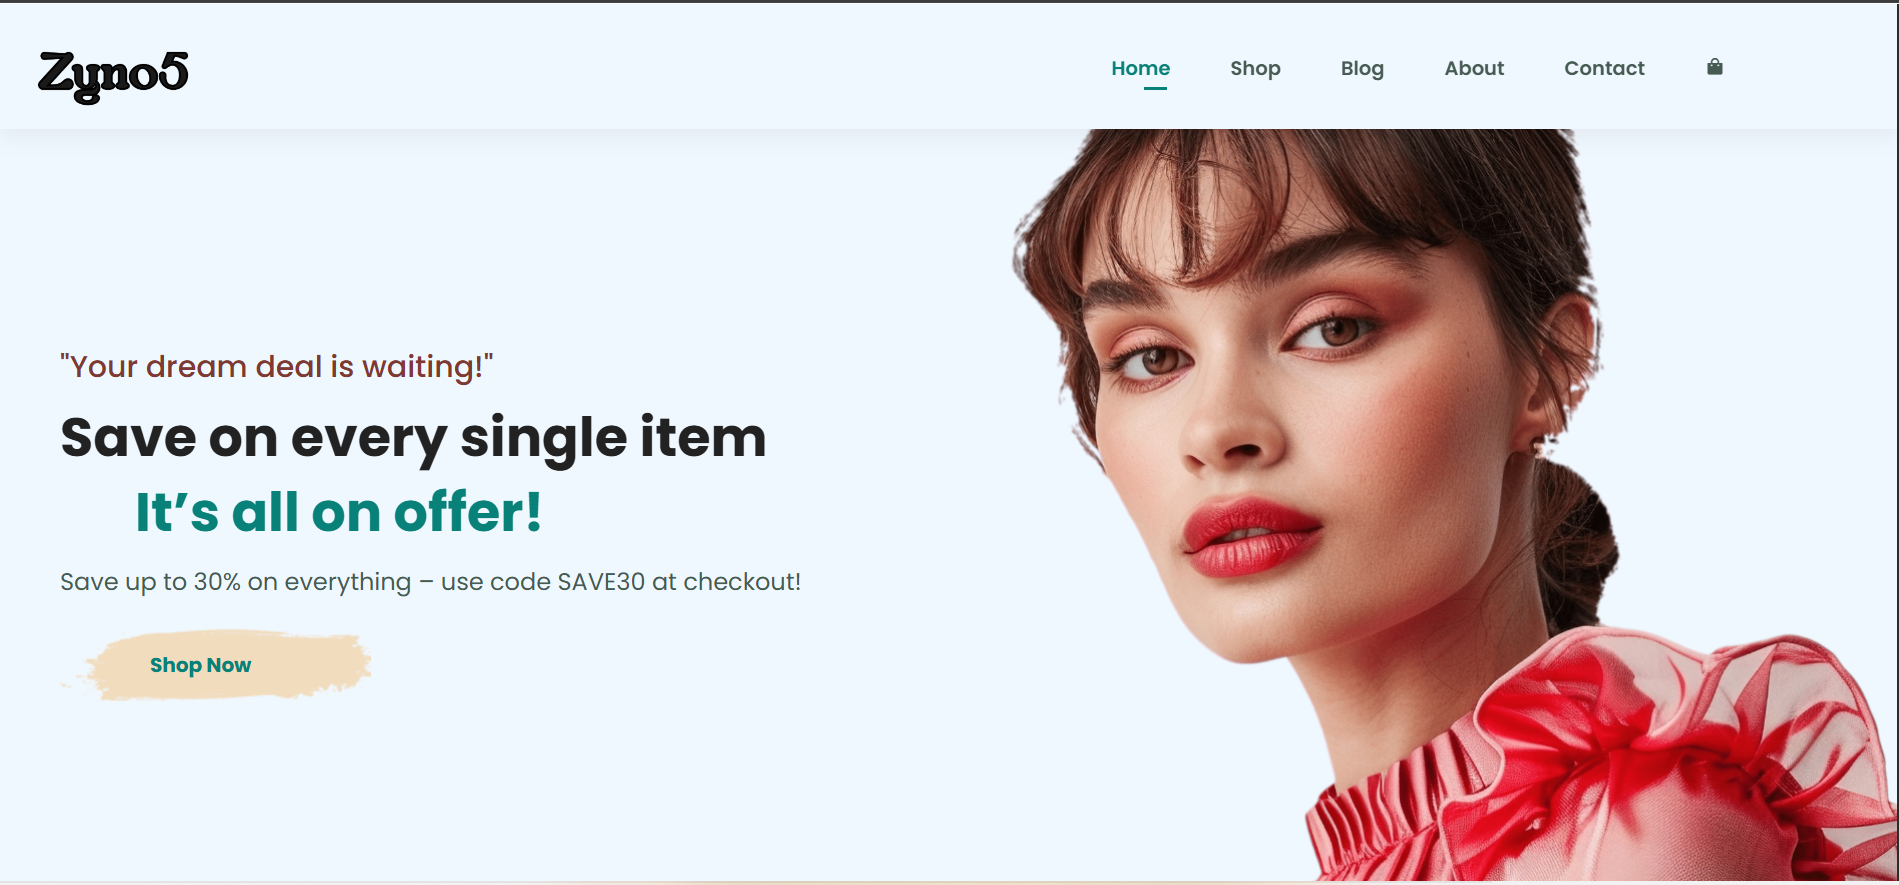 Zyno5
Home Shop Blog About Contact
"Your dream deal is waiting!"
Save on every single item
It’s all on offer!
Save up to 30% on everything – use code SAVE30 at checkout!
Shop Now